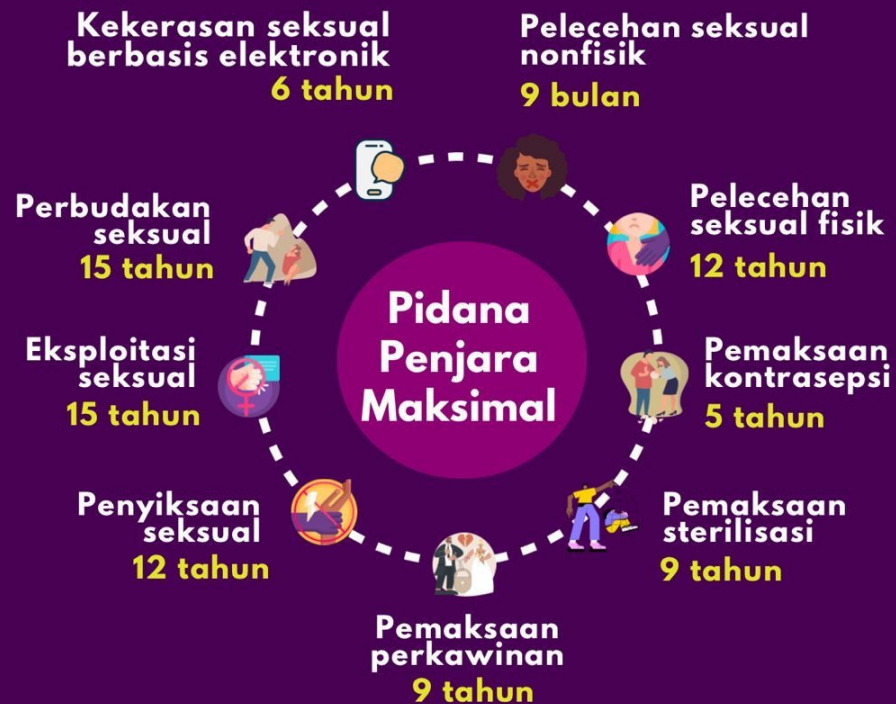 Kekerasan seksual
berbasis elektronik
6 tahun
Pelecehan seksual
nonfisik
9 bulan
Pelecehan
seksual fisik
12 tahun
Pemaksaan
kontrasepsi
5 tahun
Pemaksaan
sterilisasi
9 tahun
Pemaksaan
perkawinan
9 tahun
Penyiksaan
seksual
12 tahun
Eksploitasi
seksual
15 tahun
Perbudakan
seksual
15 tahun
Pidana
Penjara
Maksimal